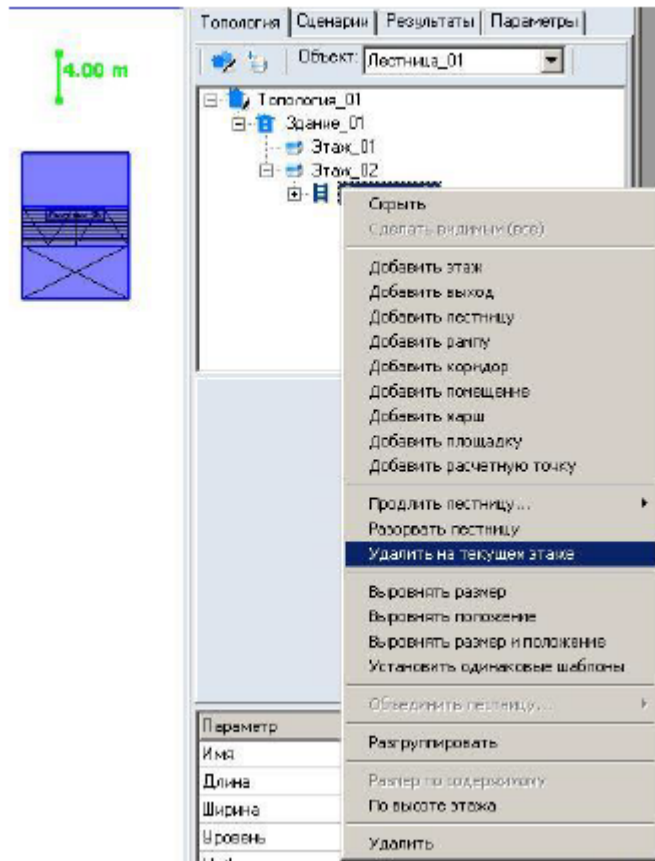 Топология Сценарии Результаты Параметры
4.00 m
Объект: Лестница_01
Топология_01
Здание_01
Этаж_01
Этаж_02
Скрыть
Сделать видимым (все)
Добавить этаж
Добавить выход
Добавить лестницу
Добавить рампу
Добавить коридор
Добавить помещение
Добавить марш
Добавить площадку
Добавить расчетную точку
Продлить лестницу...
Разорвать лестницу
Удалить на текущем этаже
Выровнять размер
Выровнять положение
Выровнять размер и положение
Установить одинаковые шаблоны
Объединить лестницу...
Разгруппировать
Размер по содержимому
По высоте этажа
Удалить
Параметр
Имя
Длина
Ширина
Уровень